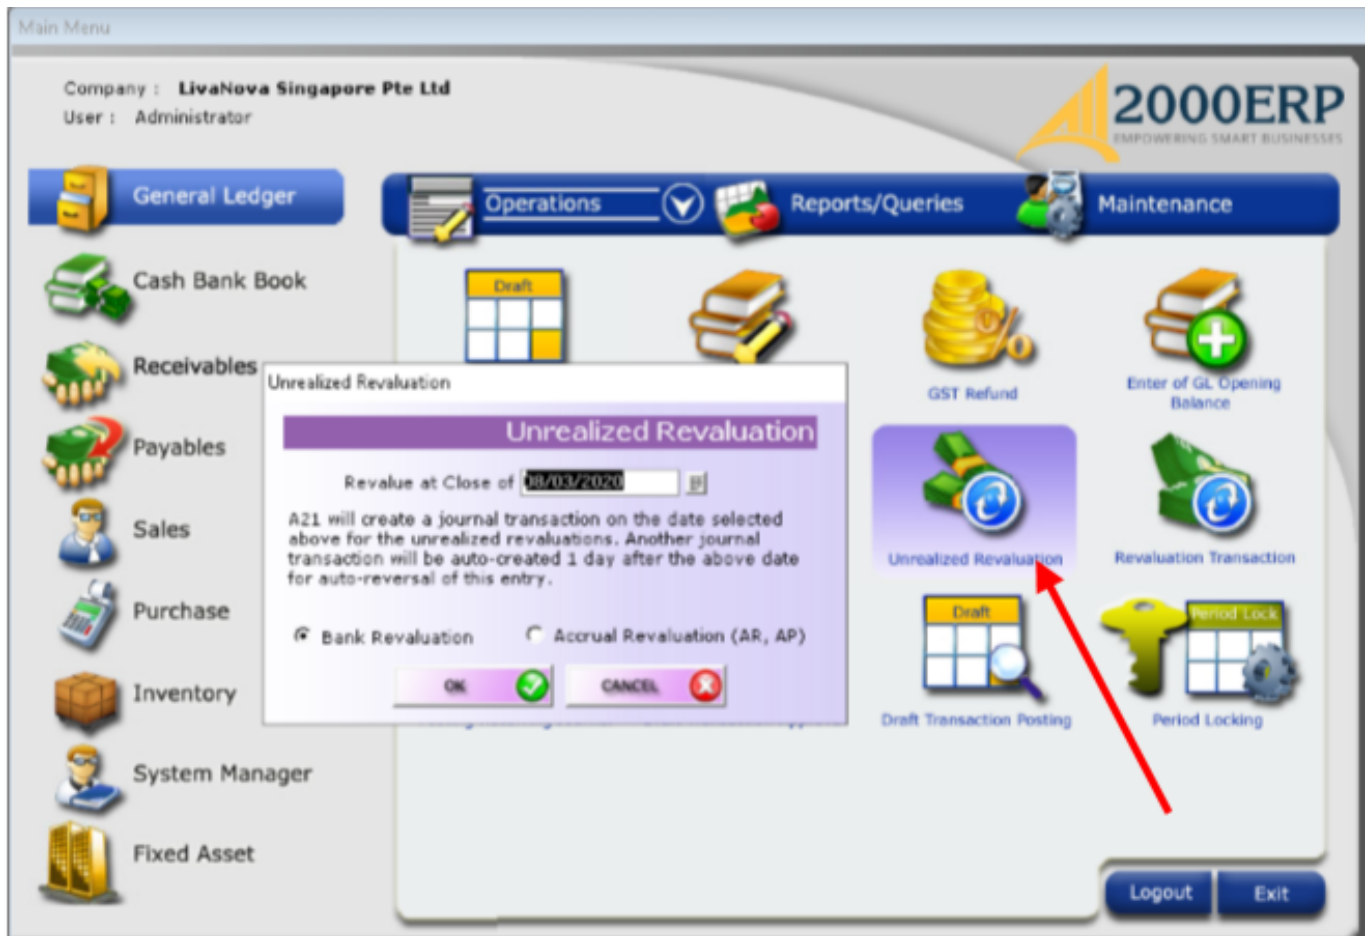 Main Menu
Company : LivaNova Singapore Pte Ltd
User : Administrator
2000ERP
EMPOWERING SMART BUSINESSES
General Ledger
Operations
Reports/Queries
Maintenance
Cash Bank Book
Receivables
Payables
Sales
Purchase
Inventory
System Manager
Fixed Asset
Draft
GST Refund
Enter of GL Opening
Balance
Unrealized Revaluation
Unrealized Revaluation
Revalue at Close of 08/03/2020
A21 will create a journal transaction on the date selected
above for the unrealized revaluations. Another journal
transaction will be auto-created 1 day after the above date
for auto-reversal of this entry.
Bank Revaluation
Accrual Revaluation (AR, AP)
OK
CANCEL
Unrealized Revaluation
Revaluation Transaction
Draft
Draft Transaction Posting
Period Lock
Period Locking
Logout
Exit